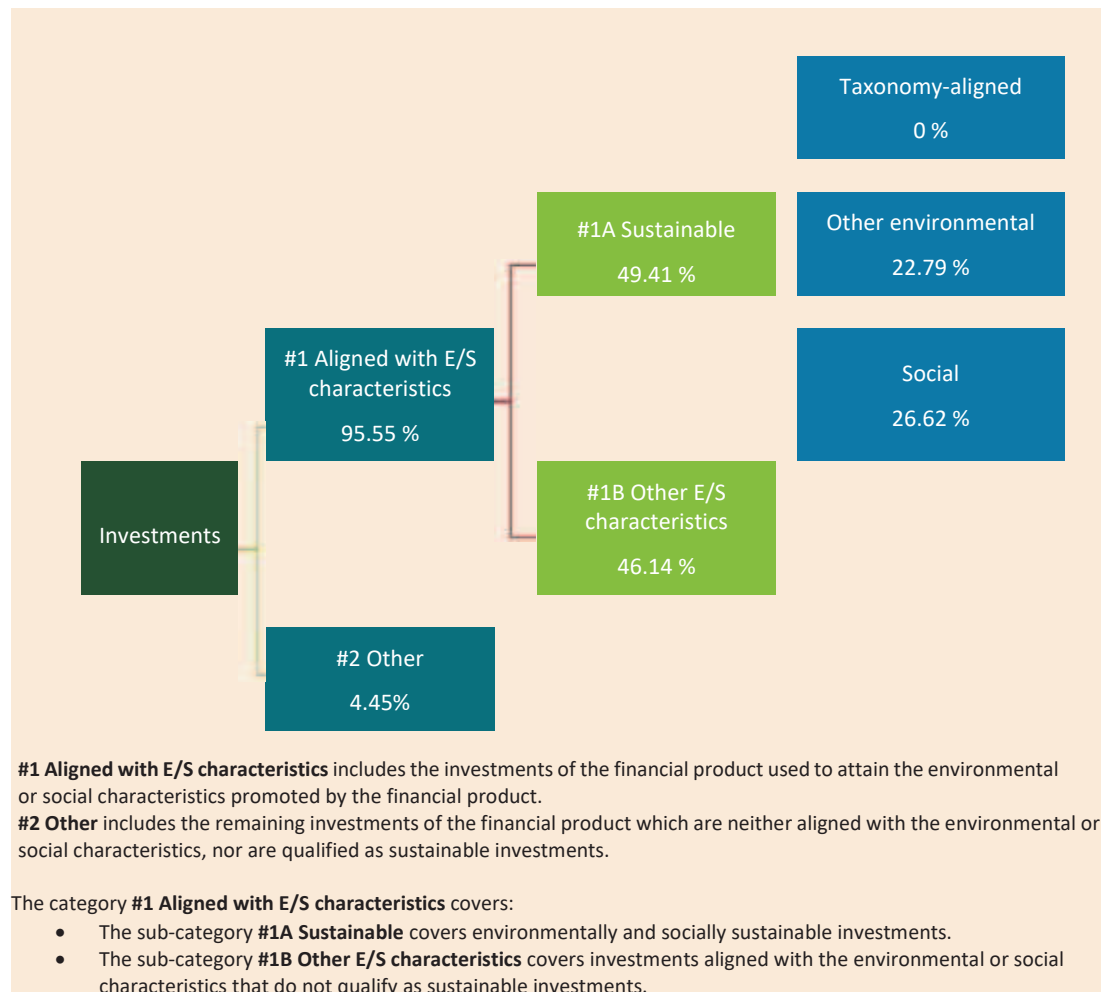 Taxonomy-aligned
0 %
#1A Sustainable
49.41 %
Other environmental
22.79 %
#1 Aligned with E/S
characteristics
95.55 %
Social
26.62 %
Investments
#1B Other E/S
characteristics
46.14 %
#2 Other
4.45%
#1 Aligned with E/S characteristics includes the investments of the financial product used to attain the environmental
or social characteristics promoted by the financial product.
#2 Other includes the remaining investments of the financial product which are neither aligned with the environmental or
social characteristics, nor are qualified as sustainable investments.
The category #1 Aligned with E/S characteristics covers:
• The sub-category #1A Sustainable covers environmentally and socially sustainable investments.
• The sub-category #1B Other E/S characteristics covers investments aligned with the environmental or social
characteristics that do not qualify as sustainable investments.